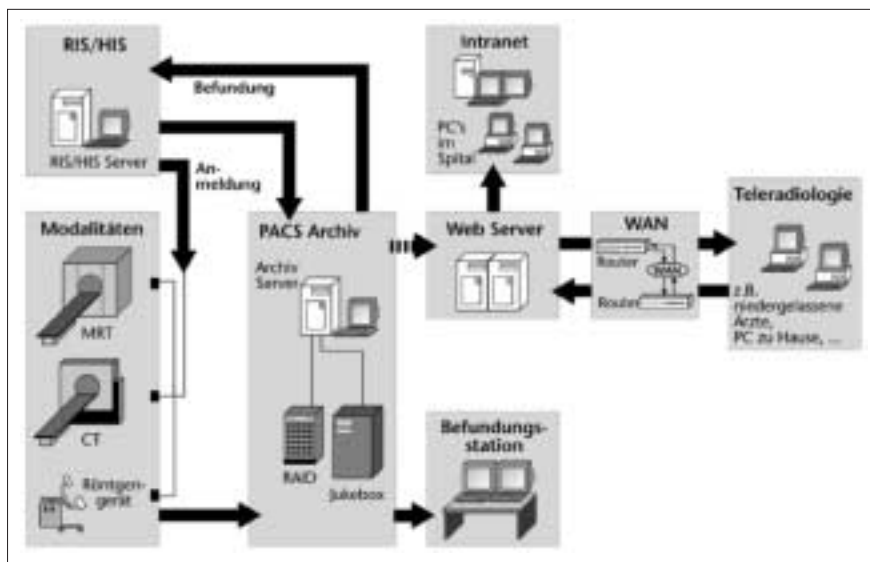 RIS/HIS
RIS/HIS Server
Befundung
An-
meldung
Modalitäten
MRT
CT
Röntgen-
gerät
PACS Archiv
Archiv
Server
RAID
Jukebox
Intranet
PC's
im
Spital
Web Server
WAN
Router
WAN
Router
Teleradiologie
z.B.
niedergelassene
Ärzte,
PC zu Hause, ...
Befundungs-
station